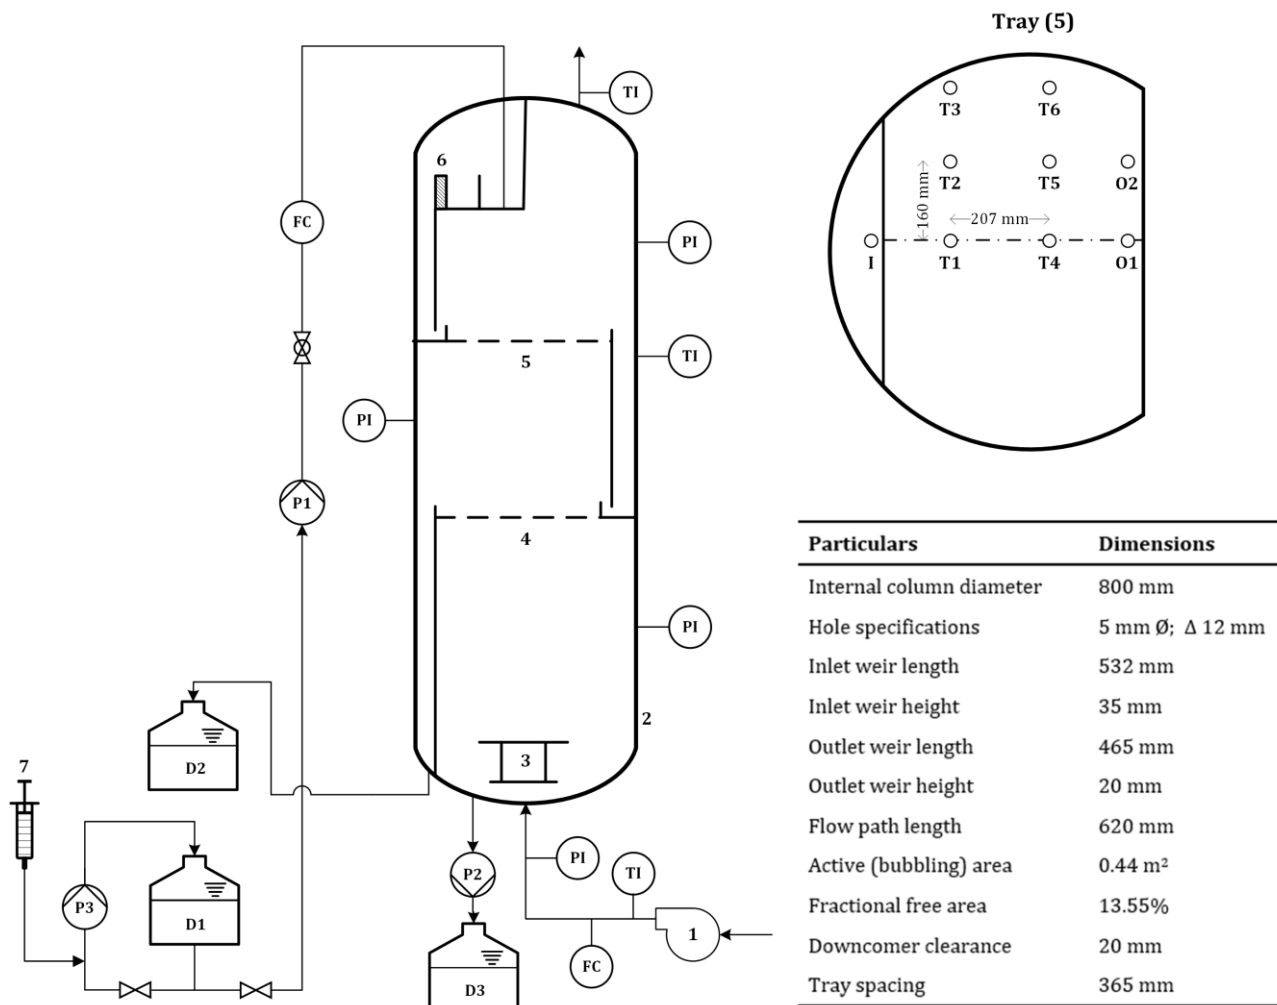 Tray (5)
TI
6
T3
T6
T2
T5
O2
160 mm
207 mm
I
T1
T4
O1
FC
PI
TI
5
PI
P1
4
Particulars Dimensions
Internal column diameter 800 mm
Hole specifications 5 mm Ø; Δ 12 mm
Inlet weir length 532 mm
Inlet weir height 35 mm
Outlet weir length 465 mm
Outlet weir height 20 mm
Flow path length 620 mm
Active (bubbling) area 0.44 m²
Fractional free area 13.55%
Downcomer clearance 20 mm
Tray spacing 365 mm
PI
2
3
D2
7
PI
TI
P2
P3
D1
1
FC
D3